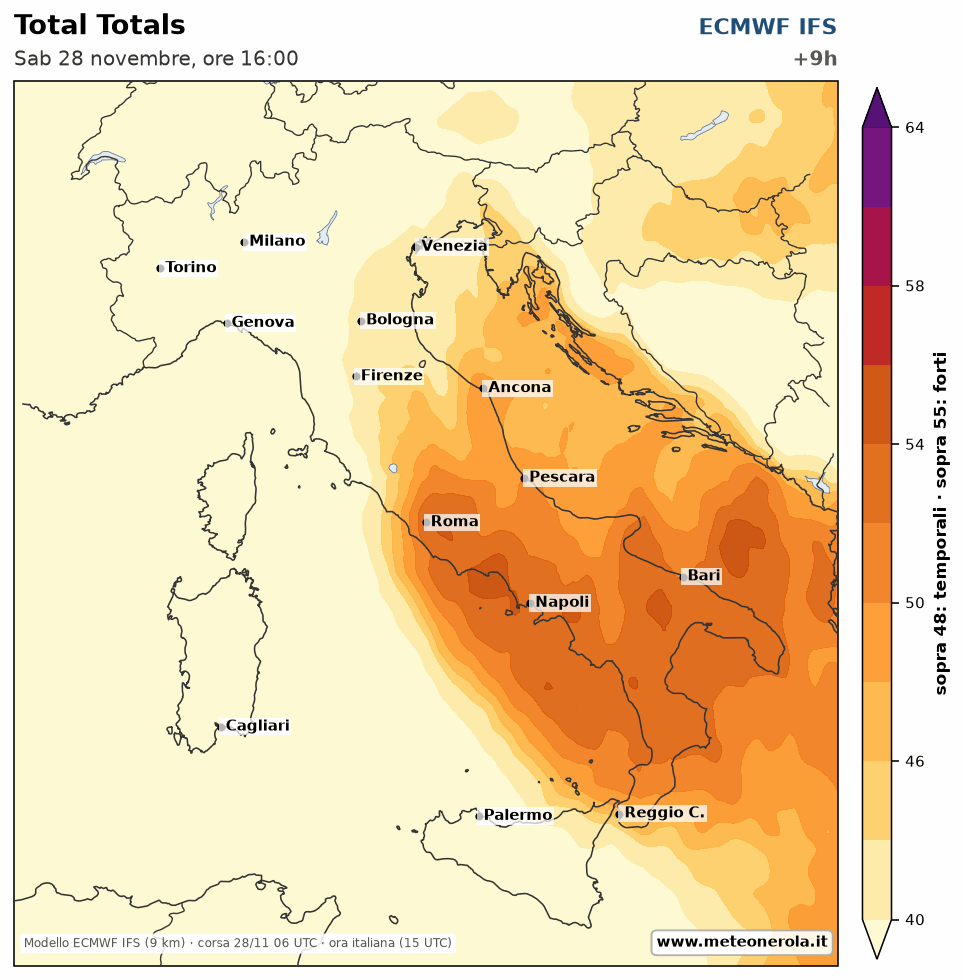 Total Totals
ECMWF IFS
Sab 28 novembre, ore 16:00
+9h
64
58
54
50
46
40
sopra 48: temporali · sopra 55: forti
Milano
Venezia
Torino
Genova
Bologna
Firenze
Ancona
Pescara
Roma
Bari
Napoli
Cagliari
Palermo
Reggio C.
Modello ECMWF IFS (9 km) · corsa 28/11 06 UTC · ora italiana (15 UTC)
www.meteonerola.it